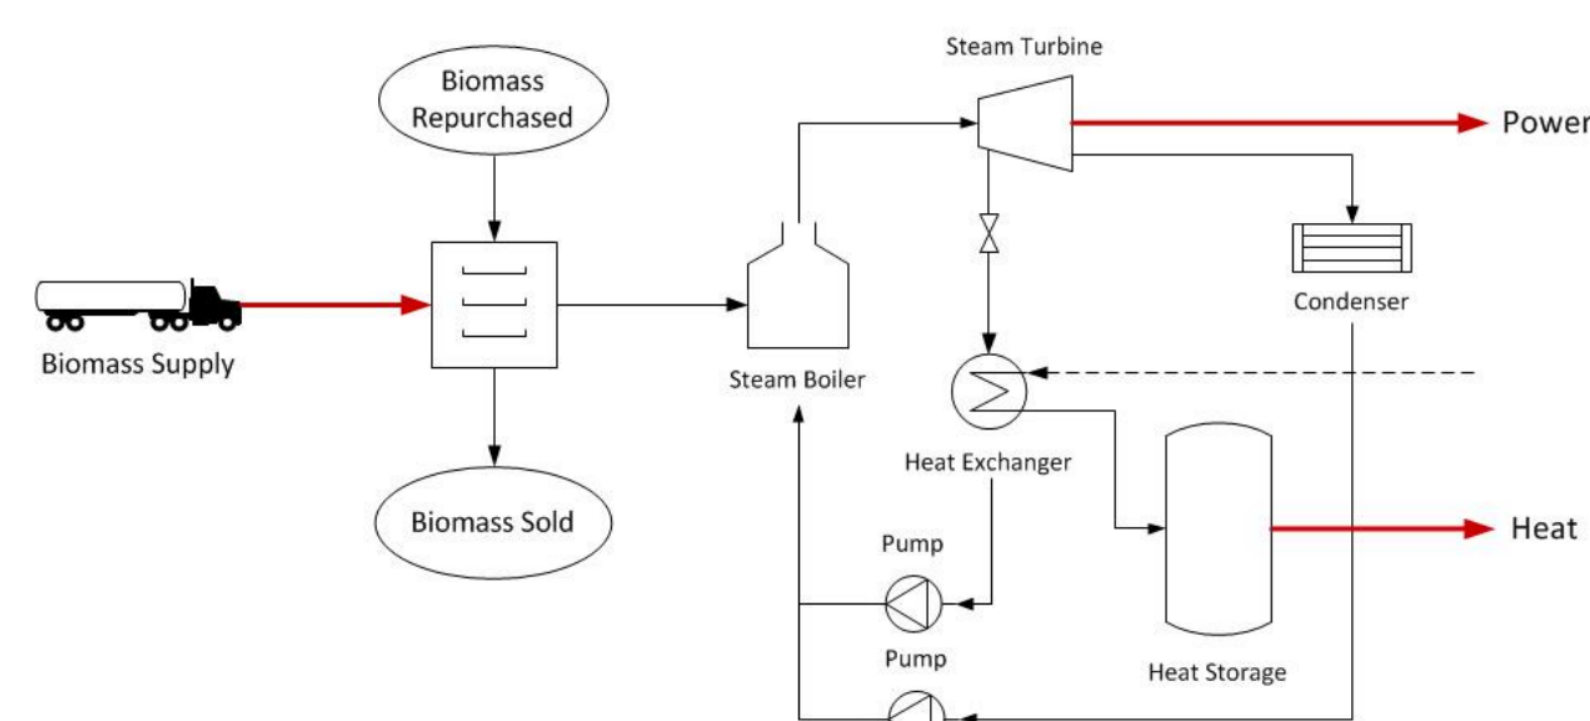 Steam Turbine
Biomass
Repurchased
Power
Condenser
Biomass Supply
Steam Boiler
Heat Exchanger
Biomass Sold
Heat
Pump
Pump
Heat Storage